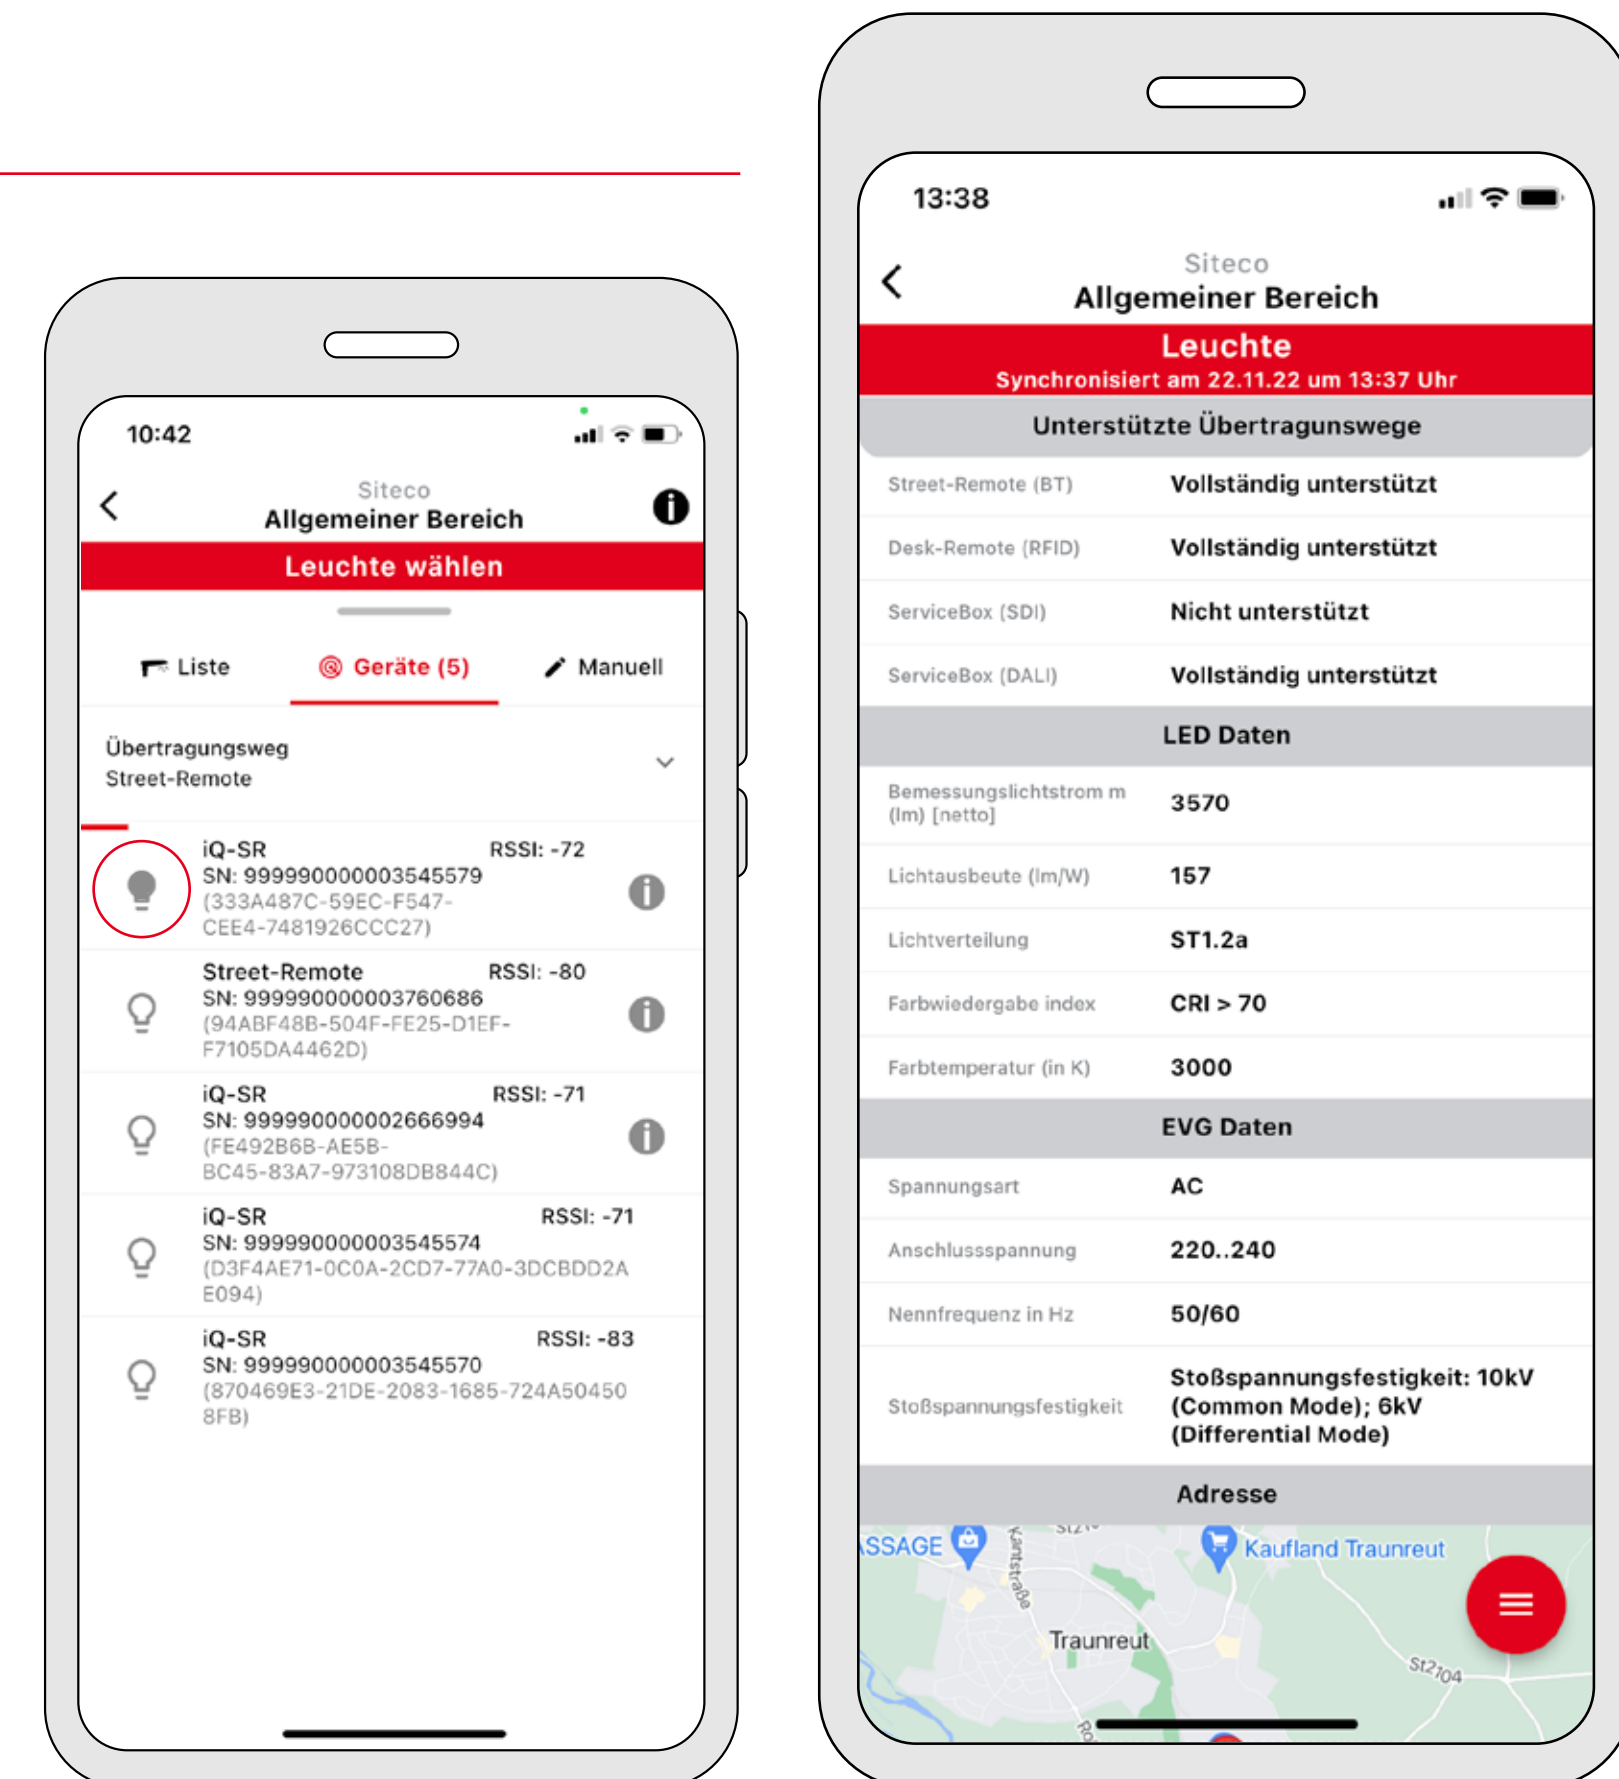 10:42
Siteco
Allgemeiner Bereich
Leuchte wählen
Liste
Geräte (5)
Manuell
Übertragungsweg
Street-Remote
iQ-SR RSSI: -72
SN: 999990000003545579
(333A487C-59EC-F547-
CEE4-7481926CCC27)
Street-Remote RSSI: -80
SN: 999990000003760686
(94ABF48B-504F-FE25-D1EF-
F7105DA4462D)
iQ-SR RSSI: -71
SN: 999990000002666994
(FE492B6B-AE5B-
BC45-83A7-973108DB844C)
iQ-SR RSSI: -71
SN: 999990000003545574
(D3F4AE71-0C0A-2CD7-77A0-3DCBDD2A
E094)
iQ-SR RSSI: -83
SN: 999990000003545570
(870469E3-21DE-2083-1685-724A50450
8FB)
13:38
Siteco
Allgemeiner Bereich
Leuchte
Synchronisiert am 22.11.22 um 13:37 Uhr
Unterstützte Übertragunswege
Street-Remote (BT) Vollständig unterstützt
Desk-Remote (RFID) Vollständig unterstützt
ServiceBox (SDI) Nicht unterstützt
ServiceBox (DALI) Vollständig unterstützt
LED Daten
Bemessungslichtstrom m
(lm) [netto] 3570
Lichtausbeute (lm/W) 157
Lichtverteilung ST1.2a
Farbwiedergabe index CRI > 70
Farbtemperatur (in K) 3000
EVG Daten
Spannungsart AC
Anschlussspannung 220..240
Nennfrequenz in Hz 50/60
Stoßspannungsfestigkeit
Stoßspannungsfestigkeit: 10kV
(Common Mode); 6kV
(Differential Mode)
Adresse
SSAGE
Kantstraße
Kaufland Traunreut
Traunreut
St2104